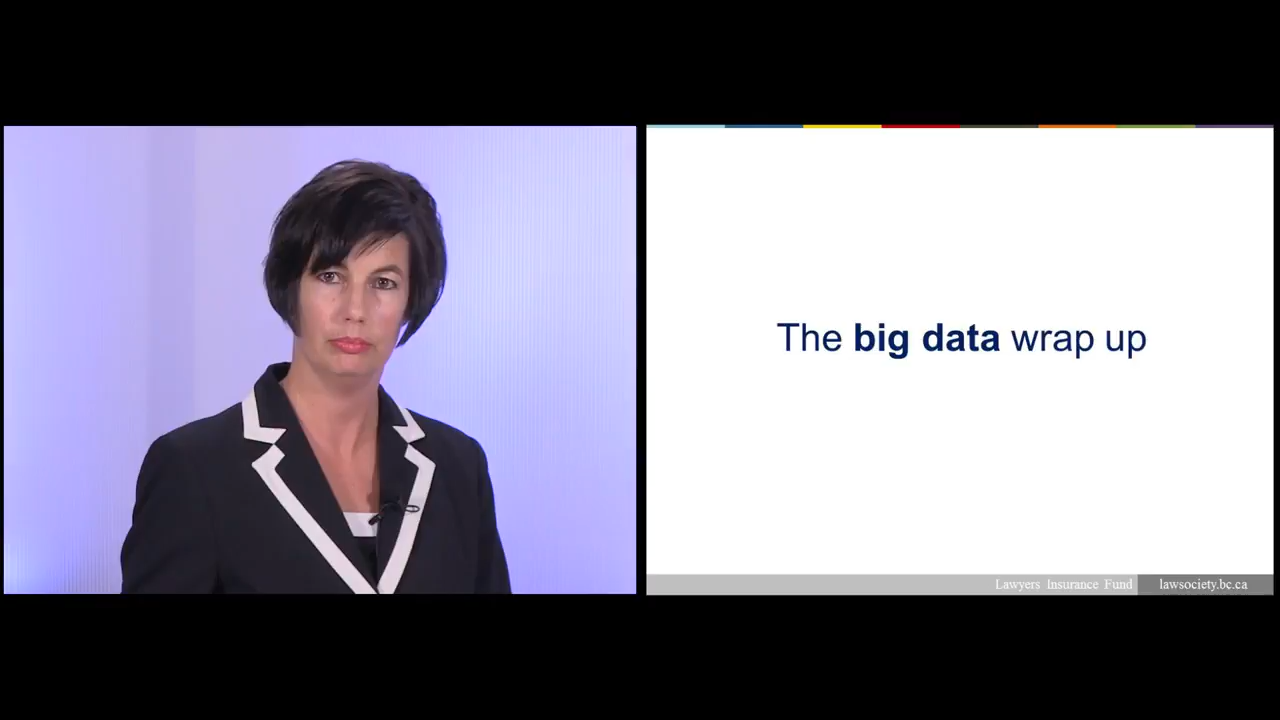 The big data wrap up
Lawyers Insurance Fund
lawsociety.bc.ca